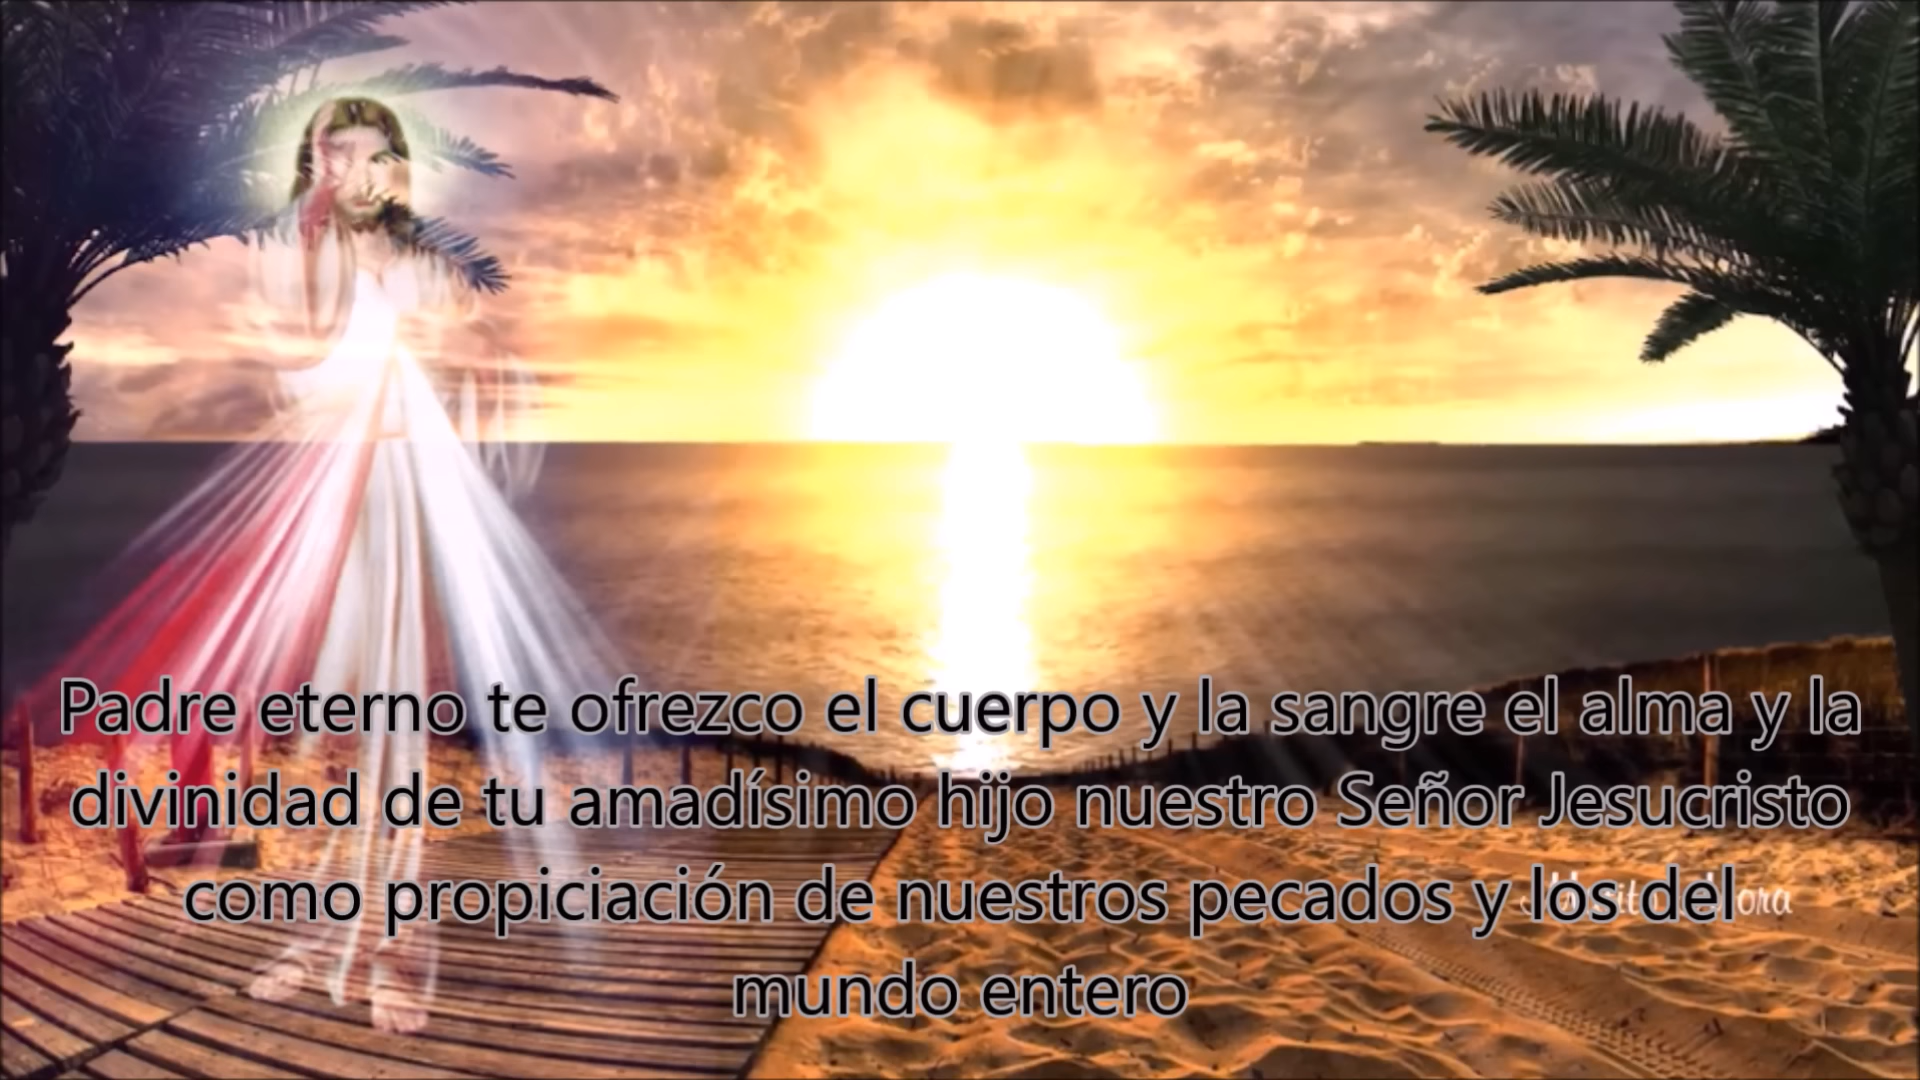 Padre eterno te ofrezco el cuerpo y la sangre el alma y la
divinidad de tu amadísimo hijo nuestro Señor Jesucristo
como propiciación de nuestros pecados y los del
mundo entero